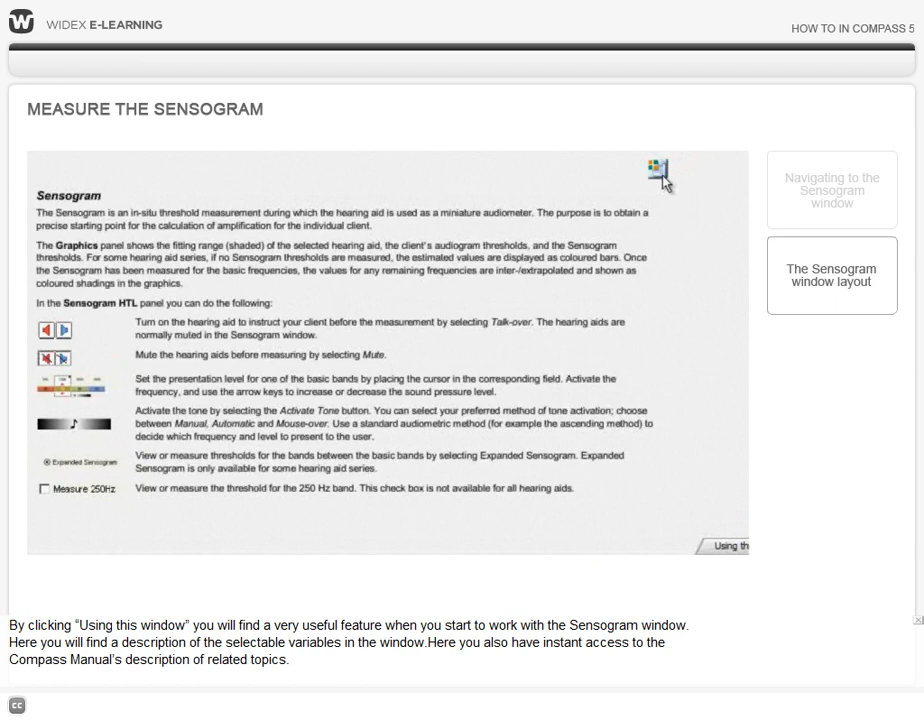 WIDEX E-LEARNING
HOW TO IN COMPASS 5
MEASURE THE SENSOGRAM
Sensogram
The Sensogram is an in-situ threshold measurement during which the hearing aid is used as a miniature audiometer. The purpose is to obtain a
precise starting point for the calculation of amplification for the individual client.
The Graphics panel shows the fitting range (shaded) of the selected hearing aid, the client's audiogram thresholds, and the Sensogram
thresholds. For some hearing aid series, if no Sensogram thresholds are measured, the estimated values are displayed as coloured bars. Once
the Sensogram has been measured for the basic frequencies, the values for any remaining frequencies are inter-/extrapolated and shown as
coloured shadings in the graphics.
In the Sensogram HTL panel you can do the following:
Turn on the hearing aid to instruct your client before the measurement by selecting Talk-over. The hearing aids are
normally muted in the Sensogram window.
Mute the hearing aids before measuring by selecting Mute.
Set the presentation level for one of the basic bands by placing the cursor in the corresponding field. Activate the
frequency, and use the arrow keys to increase or decrease the sound pressure level.
Activate the tone by selecting the Activate Tone button. You can select your preferred method of tone activation; choose
between Manual, Automatic and Mouse-over. Use a standard audiometric method (for example the ascending method) to
decide which frequency and level to present to the user.
Expanded Sensogram
View or measure thresholds for the bands between the basic bands by selecting Expanded Sensogram. Expanded
Sensogram is only available for some hearing aid series.
Measure 250Hz
View or measure the threshold for the 250 Hz band. This check box is not available for all hearing aids.
Using th
Navigating to the
Sensogram
window
The Sensogram
window layout
By clicking “Using this window” you will find a very useful feature when you start to work with the Sensogram window.
Here you will find a description of the selectable variables in the window.Here you also have instant access to the
Compass Manual’s description of related topics.
cc